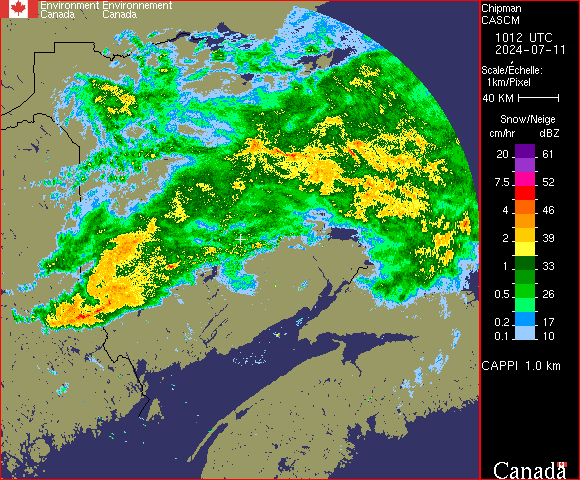 Environment Environnement
Canada Canada
Chipman
CASCM
1012 UTC
2024-07-11
Scale/Échelle:
1km/Pixel
40 KM
Snow/Neige
cm/hr dBZ
20 61
7.5 52
4 46
2 39
1 33
0.5 26
0.2 17
0.1 10
CAPPI 1.0 km
Canada